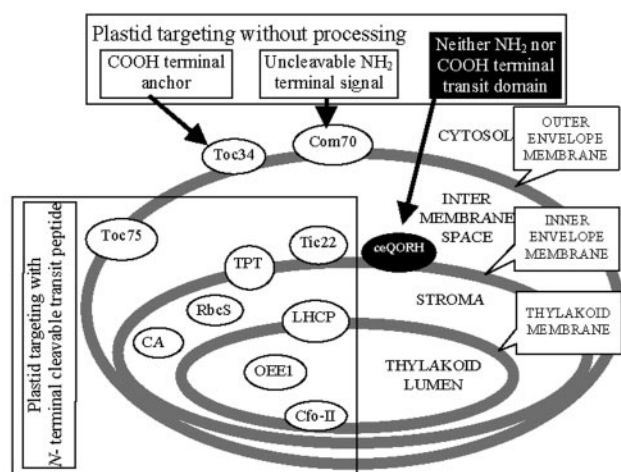 Plastid targeting without processing
COOH terminal
anchor
Uncleavable NH2
terminal signal
Neither NH2 nor
COOH terminal
transit domain
Toc34
Com70
CYTOSOL
OUTER
ENVELOPE
MEMBRANE
Toc75
Tic22
TPT
ceQORH
INTER
MEMBRANE
SPACE
INNER
ENVELOPE
MEMBRANE
RbcS
CA
LHCP
STROMA
THYLAKOID
MEMBRANE
OEE1
THYLAKOID
LUMEN
Cfo-II
Plastid targeting with
N- terminal cleavable transit peptide